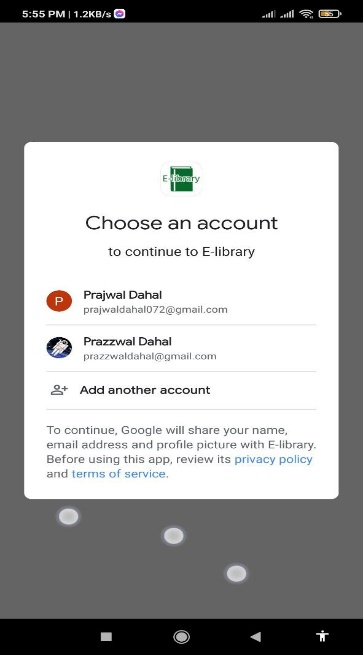 5:55 PM | 1.2KB/s
E-library
Choose an account
to continue to E-library
P
Prajwal Dahal
prajwaldahal072@gmail.com
Prazzwal Dahal
prazzwaldahal@gmail.com
Add another account
To continue, Google will share your name,
email address and profile picture with E-library.
Before using this app, review its privacy policy
and terms of service.